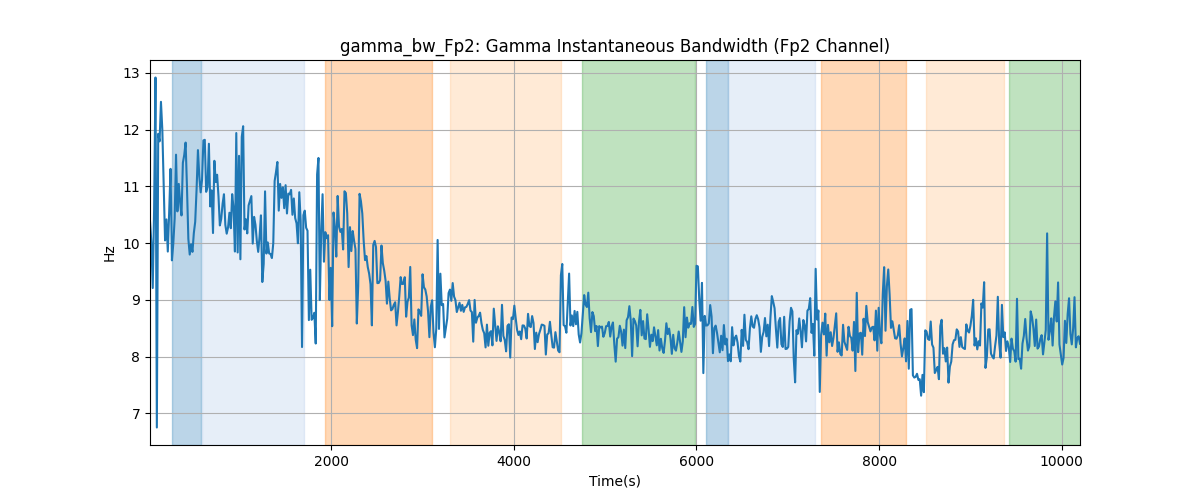 gamma_bw_Fp2: Gamma Instantaneous Bandwidth (Fp2 Channel)
13
12
11
10
9
8
7
Hz
2000 4000 6000 8000 10000
Time(s)